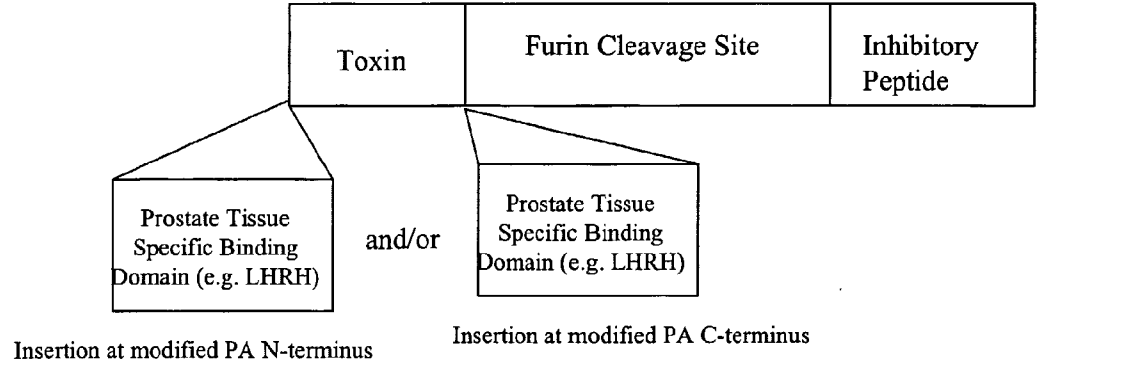 Toxin
Furin Cleavage Site
Inhibitory
Peptide
Prostate Tissue
Specific Binding
Domain (e.g. LHRH)
and/or
Prostate Tissue
Specific Binding
Domain (e.g. LHRH)
Insertion at modified PA N-terminus
Insertion at modified PA C-terminus